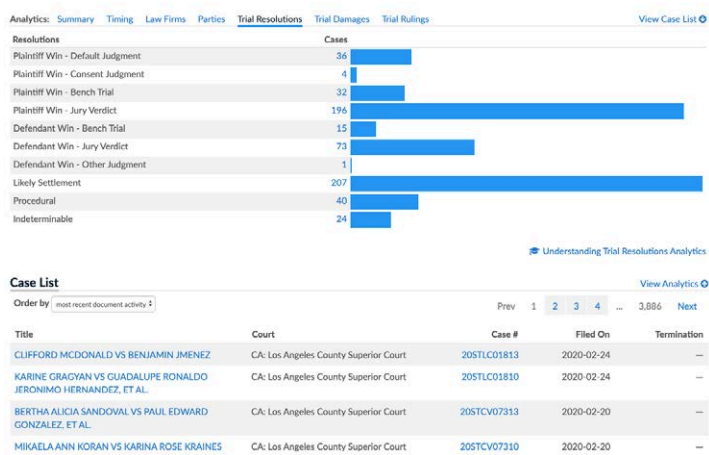 Analytics: Summary Timing Law Firms Parties Trial Resolutions Trial Damages Trial Rulings View Case List
Resolutions Cases
Plaintiff Win - Default Judgment 36
Plaintiff Win - Consent Judgment 4
Plaintiff Win - Bench Trial 32
Plaintiff Win - Jury Verdict 196
Defendant Win - Bench Trial 15
Defendant Win - Jury Verdict 73
Defendant Win - Other Judgment 1
Likely Settlement 207
Procedural 40
Indeterminable 24
Understanding Trial Resolutions Analytics
Case List View Analytics
Order by most recent document activity Prev 1 2 3 4 ... 3,886 Next
Title Court Case # Filed On Termination
CLIFFORD MCDONALD VS BENJAMIN JMENEZ CA: Los Angeles County Superior Court 20STLC01813 2020-02-24 —
KARINE GRAGYAN VS GUADALUPE RONALDO CA: Los Angeles County Superior Court 20STLC01810 2020-02-24 —
JERONIMO HERNANDEZ, ET AL.
BERTHA ALICIA SANDOVAL VS PAUL EDWARD CA: Los Angeles County Superior Court 20STCV07313 2020-02-20 —
GONZALEZ, ET AL.
MIKAELA ANN KORAN VS KARINA ROSE KRAINES CA: Los Angeles County Superior Court 20STCV07310 2020-02-20 —